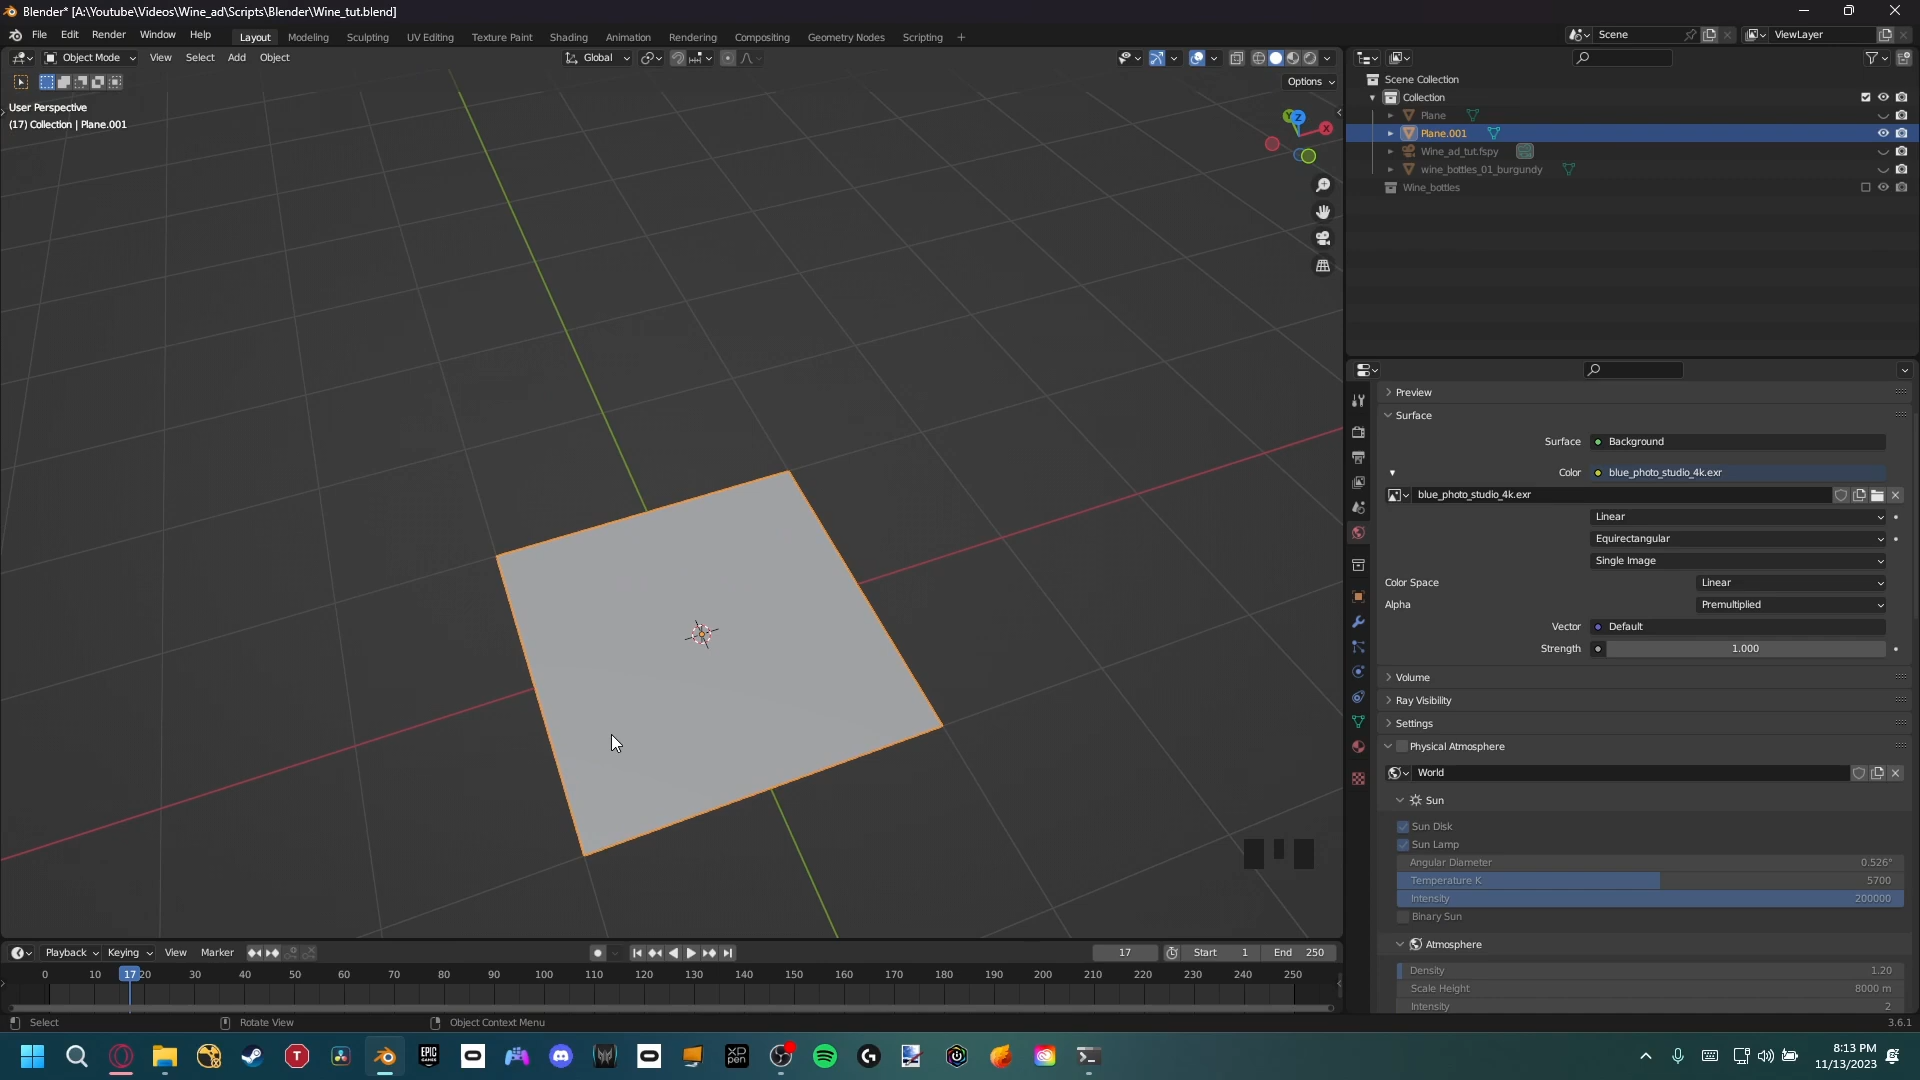 Blender* [A:\Youtube\Videos\Wine_ad\Scripts\Blender\Wine_tut.blend]
File Edit Render Window Help Layout Modeling Sculpting UV Editing Texture Paint Shading Animation Rendering Compositing Geometry Nodes Scripting + Scene ViewLayer
Object Mode View Select Add Object Global
Options
User Perspective
(17) Collection | Plane.001
Y Z X
Scene Collection
Collection
Plane
Plane.001
Wine_ad_tut.fspy
wine_bottles_01_burgundy
Wine_bottles
Preview
Surface
Surface Background
Color blue_photo_studio_4k.exr
blue_photo_studio_4k.exr
Linear
Equirectangular
Single Image
Color Space Linear
Alpha Premultiplied
Vector Default
Strength 1.000
Volume
Ray Visibility
Settings
Physical Atmosphere
World
Sun
Sun Disk
Sun Lamp
Angular Diameter 0.526°
Temperature K 5700
Intensity 200000
Binary Sun
Atmosphere
Density 1.20
Scale Height 8000 m
Intensity 2
Playback Keying View Marker 17 Start 1 End 250
0 10 17 20 30 40 50 60 70 80 90 100 110 120 130 140 150 160 170 180 190 200 210 220 230 240 250
Select Rotate View Object Context Menu 3.6.1
EPIC GAMES
XP PEN
8:13 PM
11/13/2023